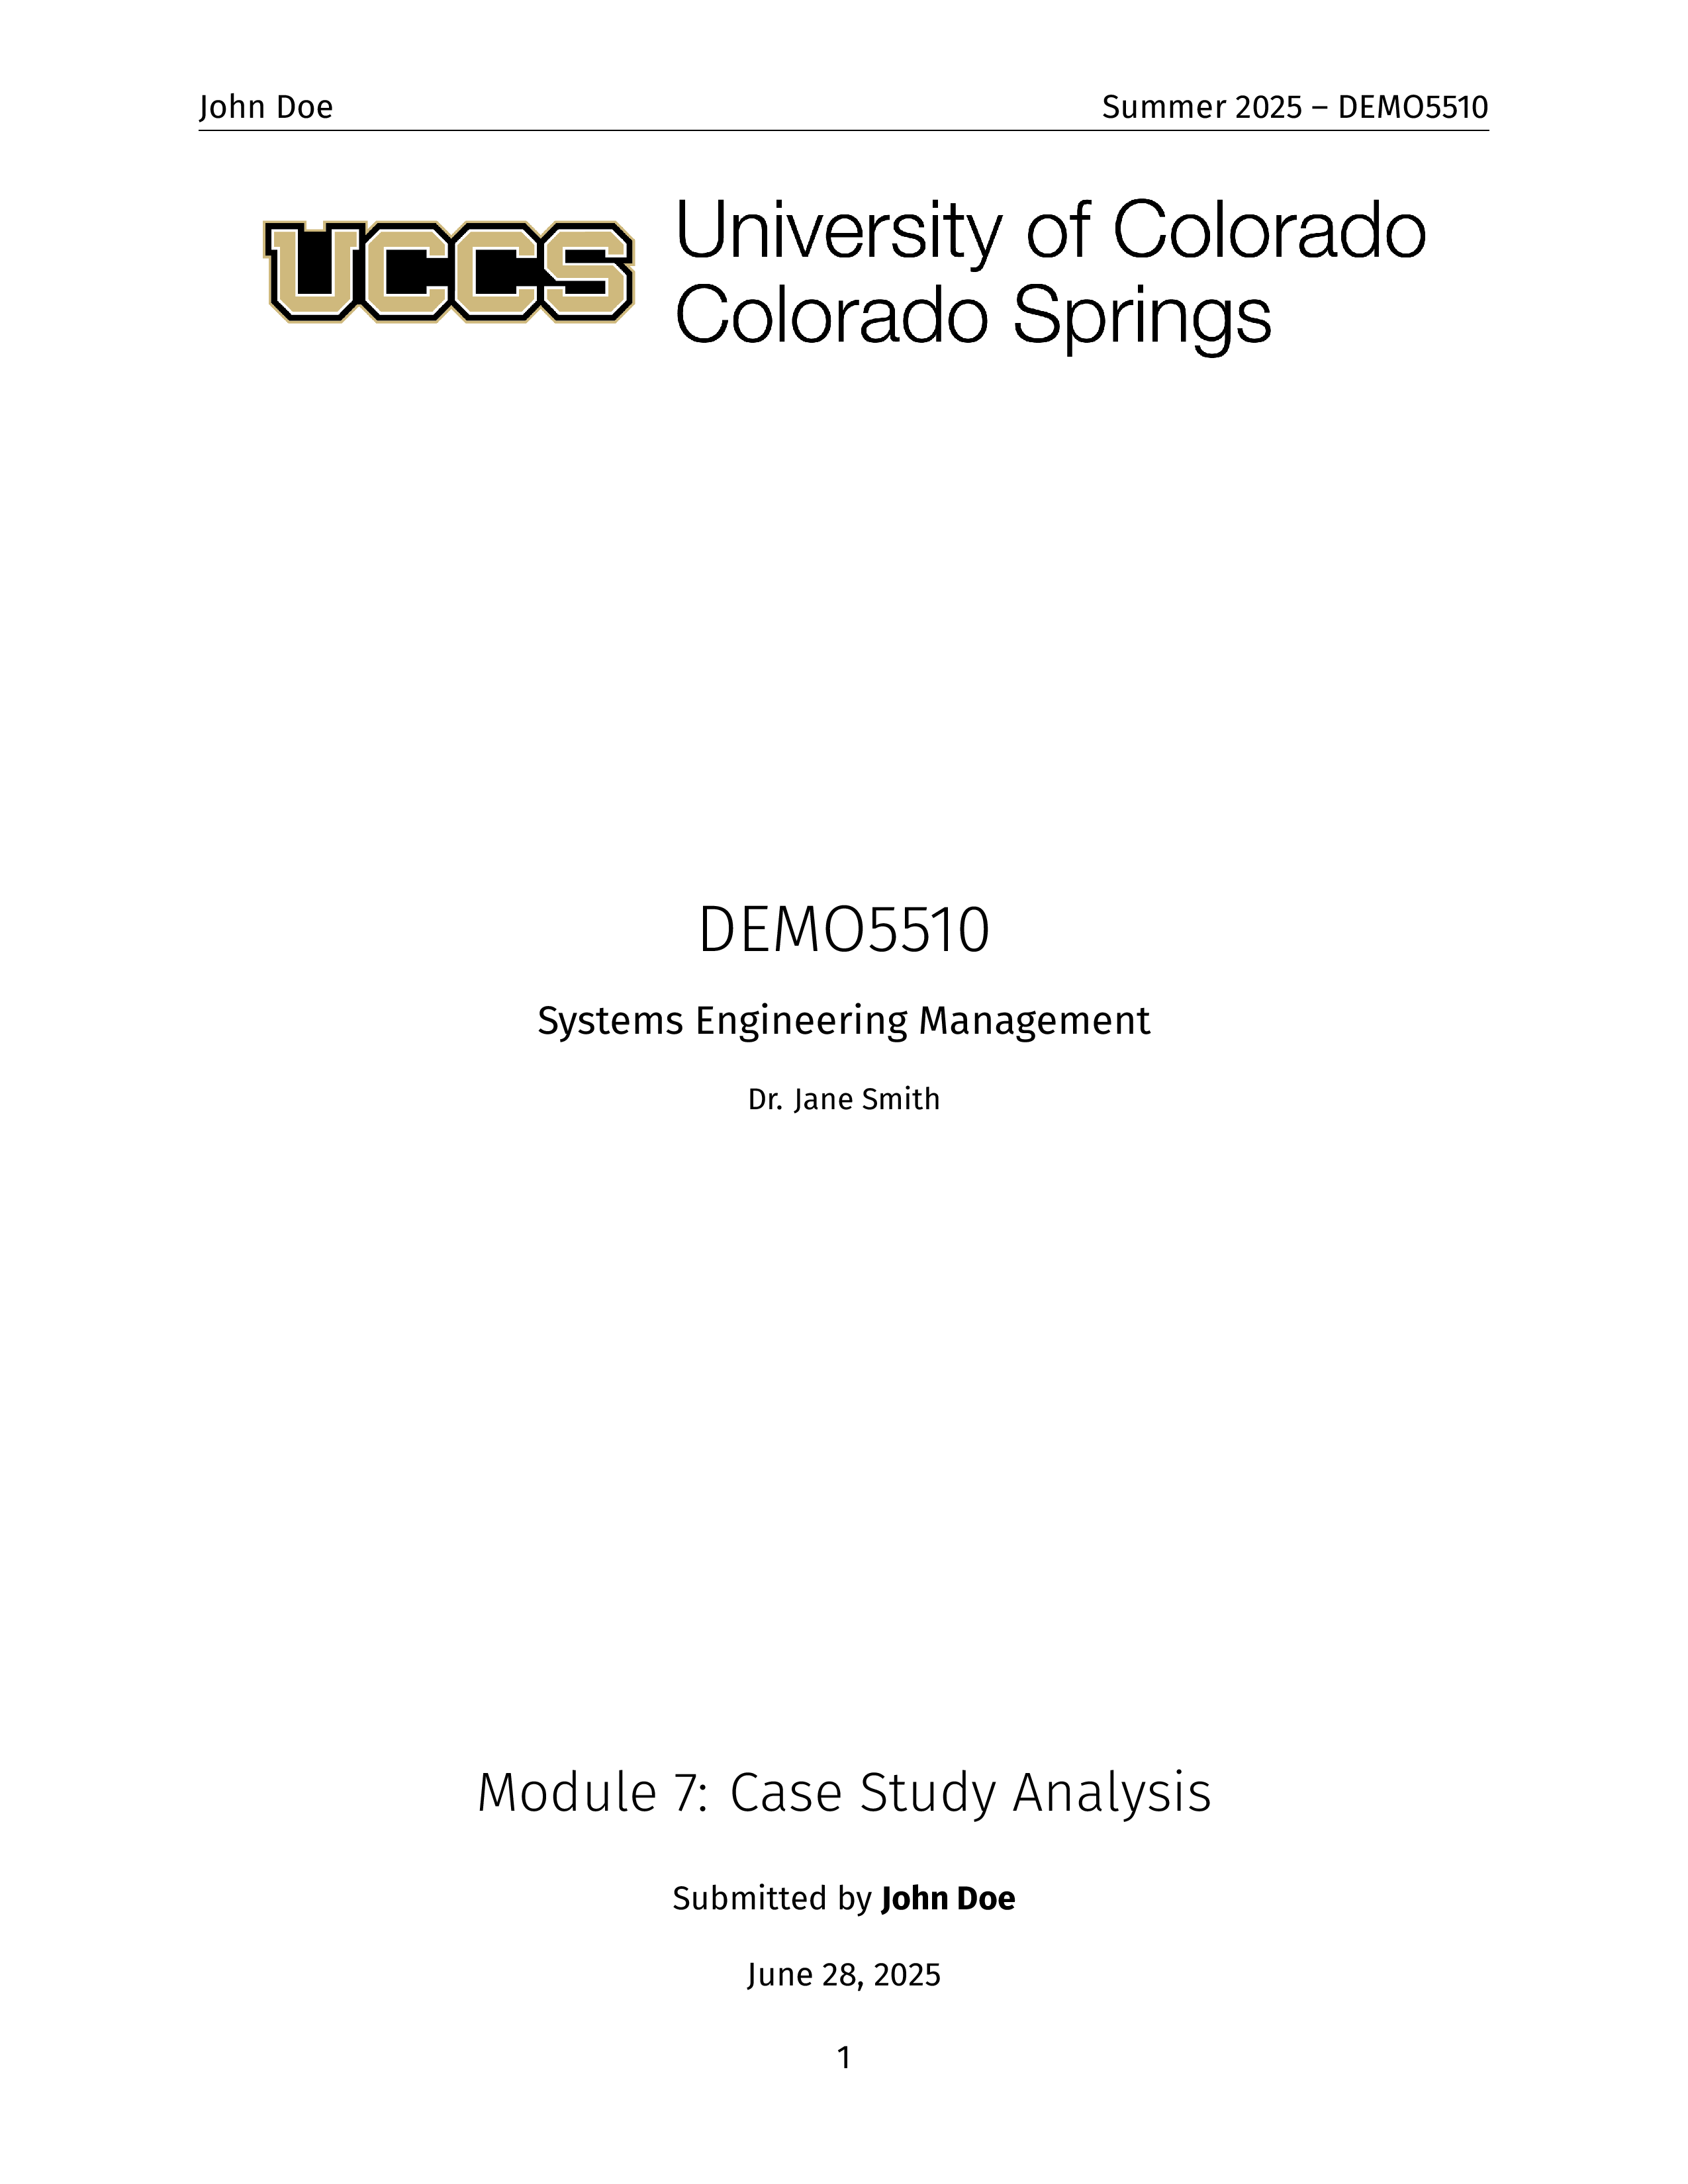 John Doe
Summer 2025 – DEMO5510
UCCS
University of Colorado
Colorado Springs
DEMO5510
Systems Engineering Management
Dr. Jane Smith
Module 7: Case Study Analysis
Submitted by John Doe
June 28, 2025
1